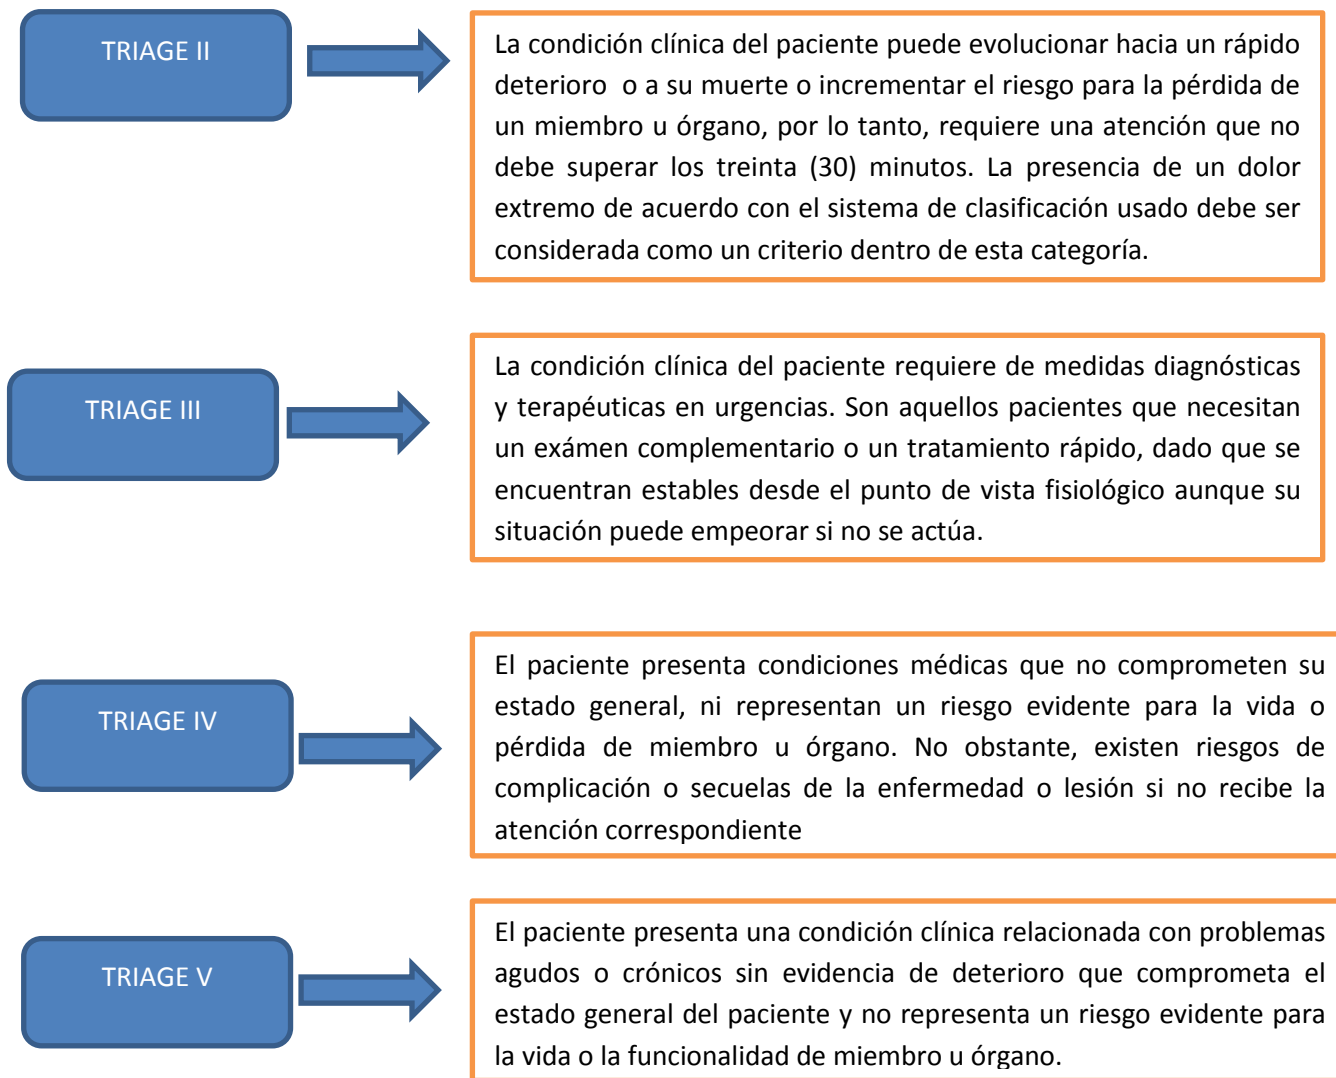 TRIAGE II
La condición clínica del paciente puede evolucionar hacia un rápido
deterioro o a su muerte o incrementar el riesgo para la pérdida de
un miembro u órgano, por lo tanto, requiere una atención que no
debe superar los treinta (30) minutos. La presencia de un dolor
extremo de acuerdo con el sistema de clasificación usado debe ser
considerada como un criterio dentro de esta categoría.
TRIAGE III
La condición clínica del paciente requiere de medidas diagnósticas
y terapéuticas en urgencias. Son aquellos pacientes que necesitan
un exámen complementario o un tratamiento rápido, dado que se
encuentran estables desde el punto de vista fisiológico aunque su
situación puede empeorar si no se actúa.
TRIAGE IV
El paciente presenta condiciones médicas que no comprometen su
estado general, ni representan un riesgo evidente para la vida o
pérdida de miembro u órgano. No obstante, existen riesgos de
complicación o secuelas de la enfermedad o lesión si no recibe la
atención correspondiente
TRIAGE V
El paciente presenta una condición clínica relacionada con problemas
agudos o crónicos sin evidencia de deterioro que comprometa el
estado general del paciente y no representa un riesgo evidente para
la vida o la funcionalidad de miembro u órgano.